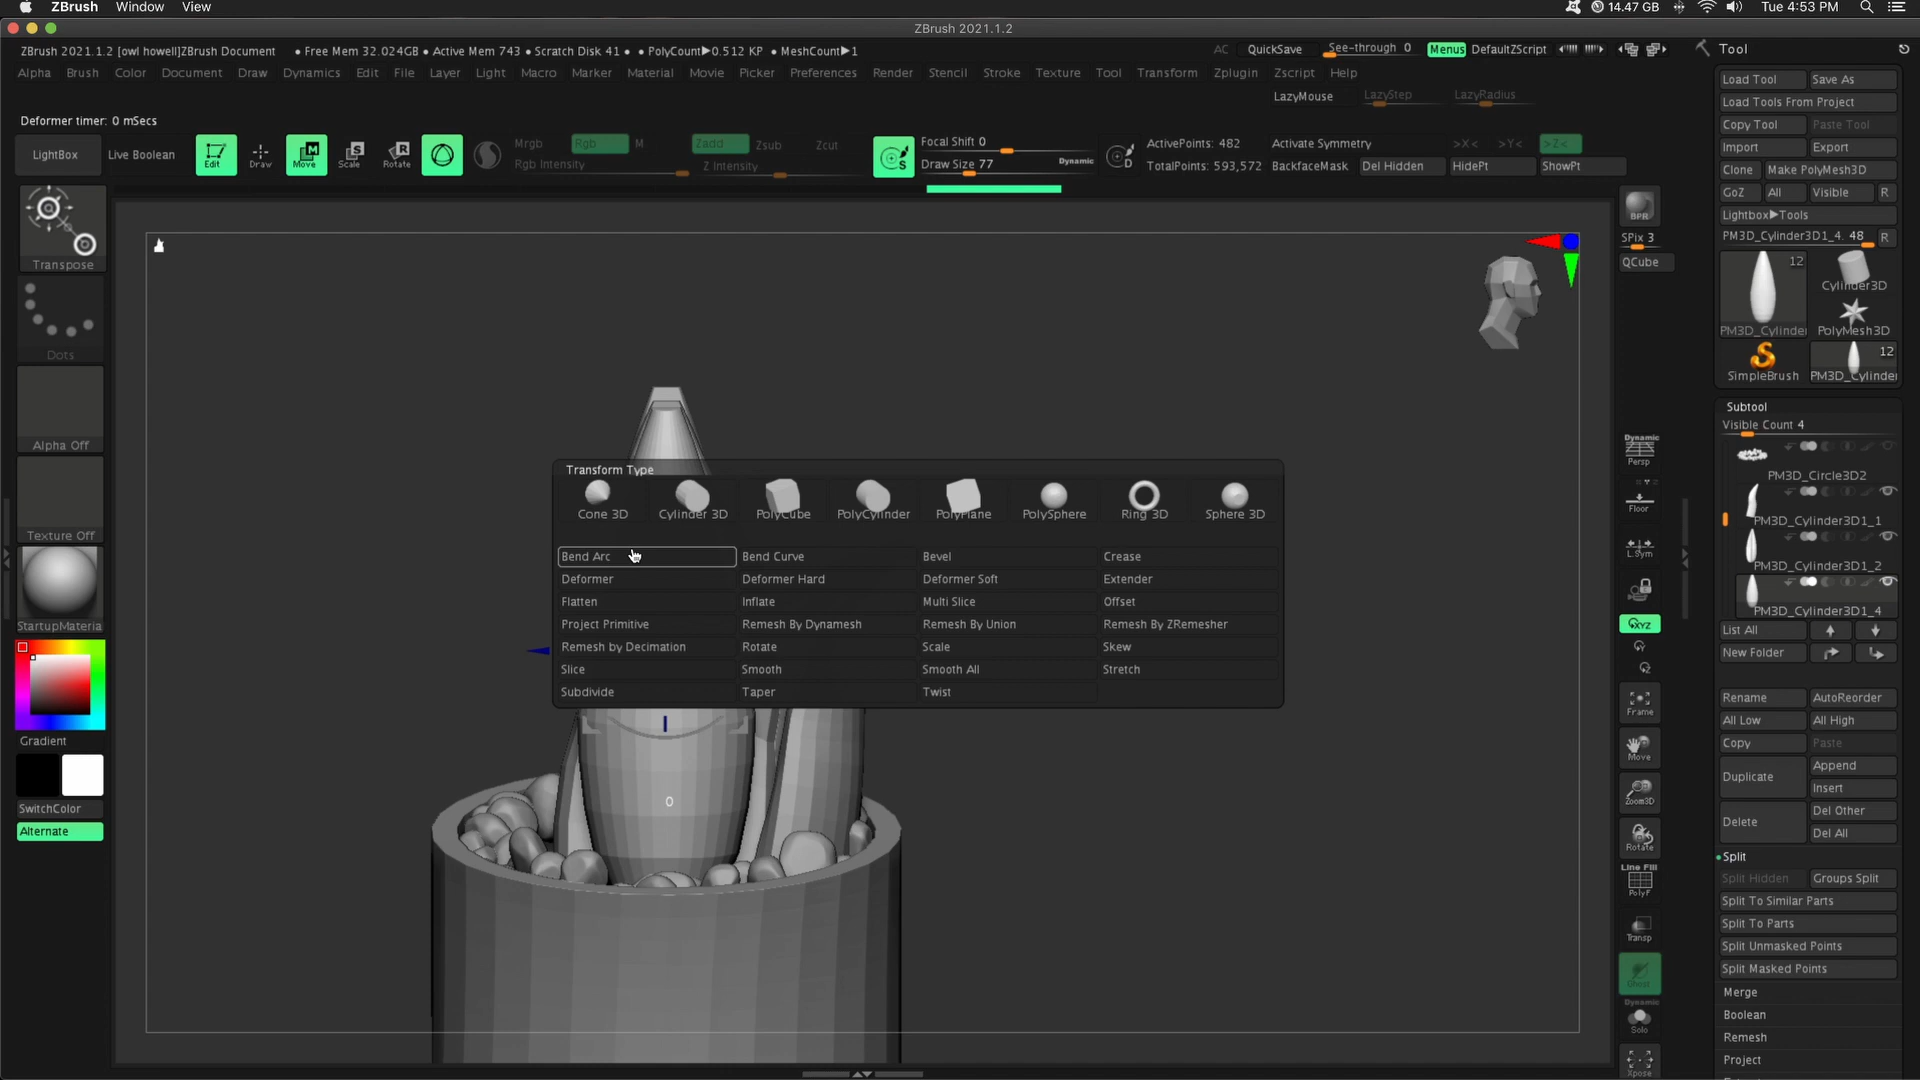 ZBrush Window View 14.47 GB Tue 4:53 PM
ZBrush 2021.1.2
ZBrush 2021.1.2 [owl howell]ZBrush Document • Free Mem 32.024GB • Active Mem 743 • Scratch Disk 41 • • PolyCount▶0.512 KP • MeshCount▶1 AC QuickSave See-through 0 Menus DefaultZScript
Alpha Brush Color Document Draw Dynamics Edit File Layer Light Macro Marker Material Movie Picker Preferences Render Stencil Stroke Texture Tool Transform Zplugin Zscript Help
LazyMouse LazyStep LazyRadius
Deformer timer: 0 mSecs
LightBox Live Boolean Edit Draw Move Scale Rotate
Mrgb Rgb M Zadd Zsub Zcut
Rgb Intensity Z Intensity
Focal Shift 0
Draw Size 77 Dynamic
ActivePoints: 482 Activate Symmetry >X< >Y< >Z<
TotalPoints: 593,572 BackfaceMask Del Hidden HidePt ShowPt
Transpose
Dots
Alpha Off
Texture Off
StartupMateria
Gradient
SwitchColor
Alternate
Transform Type
Cone 3D Cylinder 3D PolyCube PolyCylinder PolyPlane PolySphere Ring 3D Sphere 3D
Bend Arc Bend Curve Bevel Crease
Deformer Deformer Hard Deformer Soft Extender
Flatten Inflate Multi Slice Offset
Project Primitive Remesh By Dynamesh Remesh By Union Remesh By ZRemesher
Remesh by Decimation Rotate Scale Skew
Slice Smooth Smooth All Stretch
Subdivide Taper Twist
BPR
SPix 3
QCube
Dynamic
Persp
Floor
L.Sym
XYZ
Frame
Move
Zoom3D
Rotate
Line Fill
PolyF
Transp
Ghost
Dynamic
Solo
Xpose
Tool
Load Tool Save As
Load Tools From Project
Copy Tool Paste Tool
Import Export
Clone Make PolyMesh3D
GoZ All Visible R
Lightbox▶Tools
PM3D_Cylinder3D1_4. 48 R
12
Cylinder3D
PM3D_Cylinder PolyMesh3D
12
SimpleBrush PM3D_Cylinder
Subtool
Visible Count 4
PM3D_Circle3D2
PM3D_Cylinder3D1_1
PM3D_Cylinder3D1_2
PM3D_Cylinder3D1_4
List All
New Folder
Rename AutoReorder
All Low All High
Copy Paste
Duplicate Append
Insert
Delete Del Other
Del All
Split
Split Hidden Groups Split
Split To Similar Parts
Split To Parts
Split Unmasked Points
Split Masked Points
Merge
Boolean
Remesh
Project